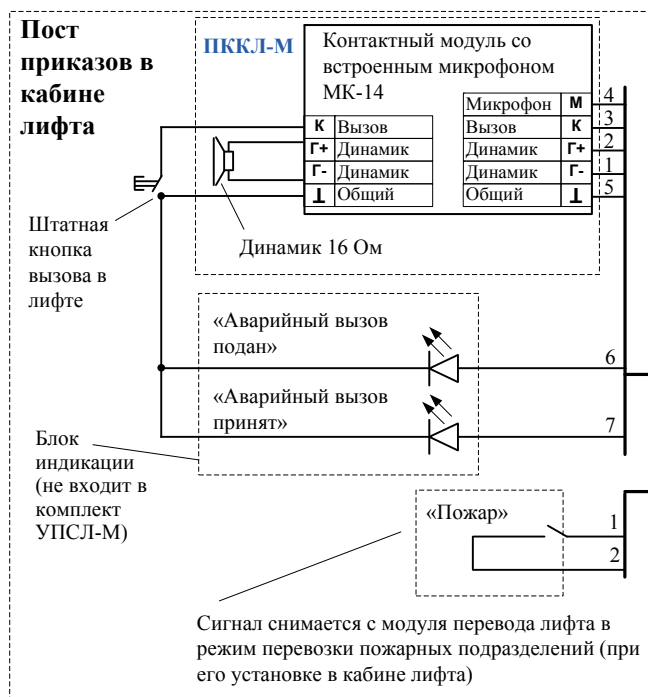 Пост
приказов в
кабине
лифта
ПККЛ-М
Контактный модуль со
встроенным микрофоном
МК-14
Микрофон М 4
К Вызов Вызов К 3
Г+ Динамик Динамик Г+ 2
Г- Динамик Динамик Г- 1
⊥ Общий Общий ⊥ 5
Штатная
кнопка
вызова в
лифте
Динамик 16 Ом
«Аварийный вызов
подан»
6
«Аварийный вызов
принят»
7
Блок
индикации
(не входит в
комплект
УПСЛ-М)
«Пожар»
1
2
Сигнал снимается с модуля перевода лифта в
режим перевозки пожарных подразделений (при
его установке в кабине лифта)